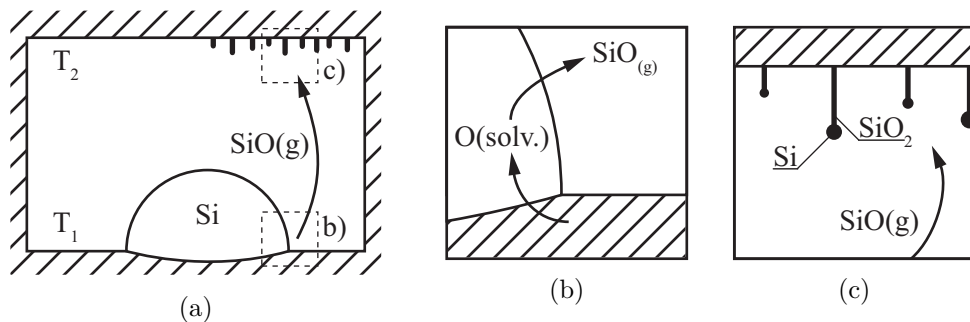 T₂
c)
SiO(g)
Si
T₁
b)
(a)
SiO(g)
O(solv.)
(b)
Si
SiO₂
SiO(g)
(c)